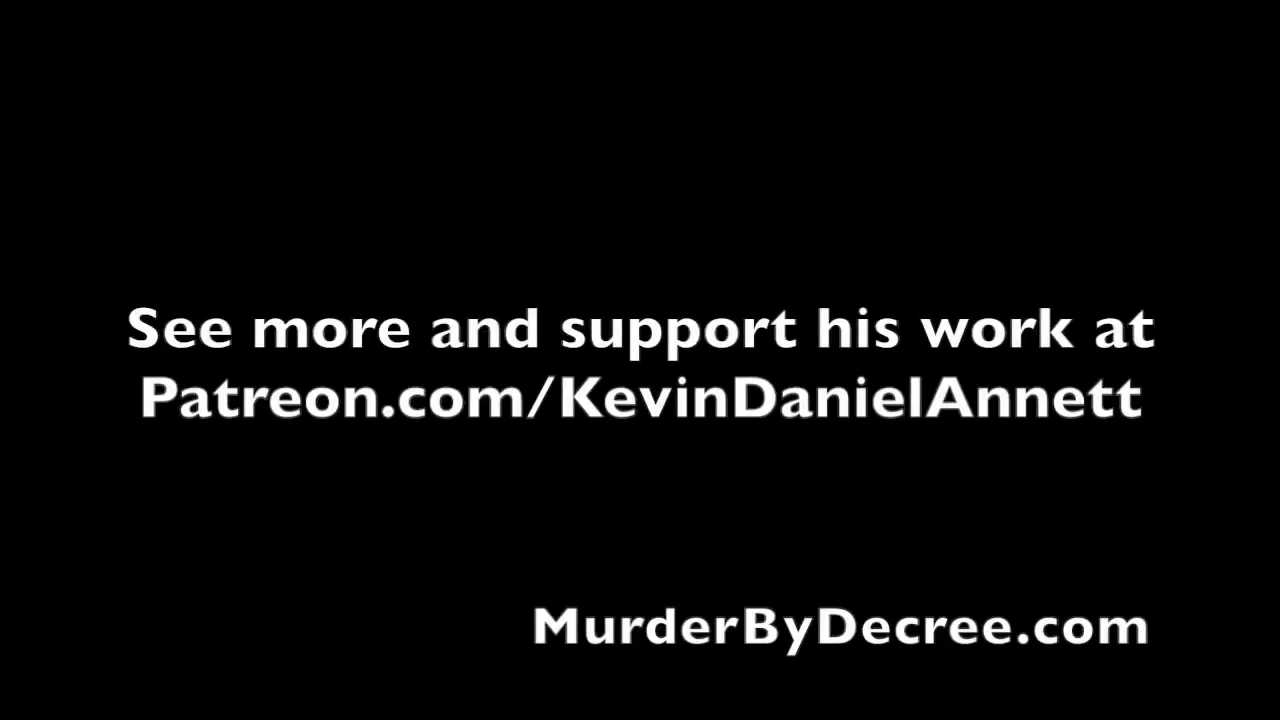 See more and support his work at
Patreon.com/KevinDanielAnnett
MurderByDecree.com